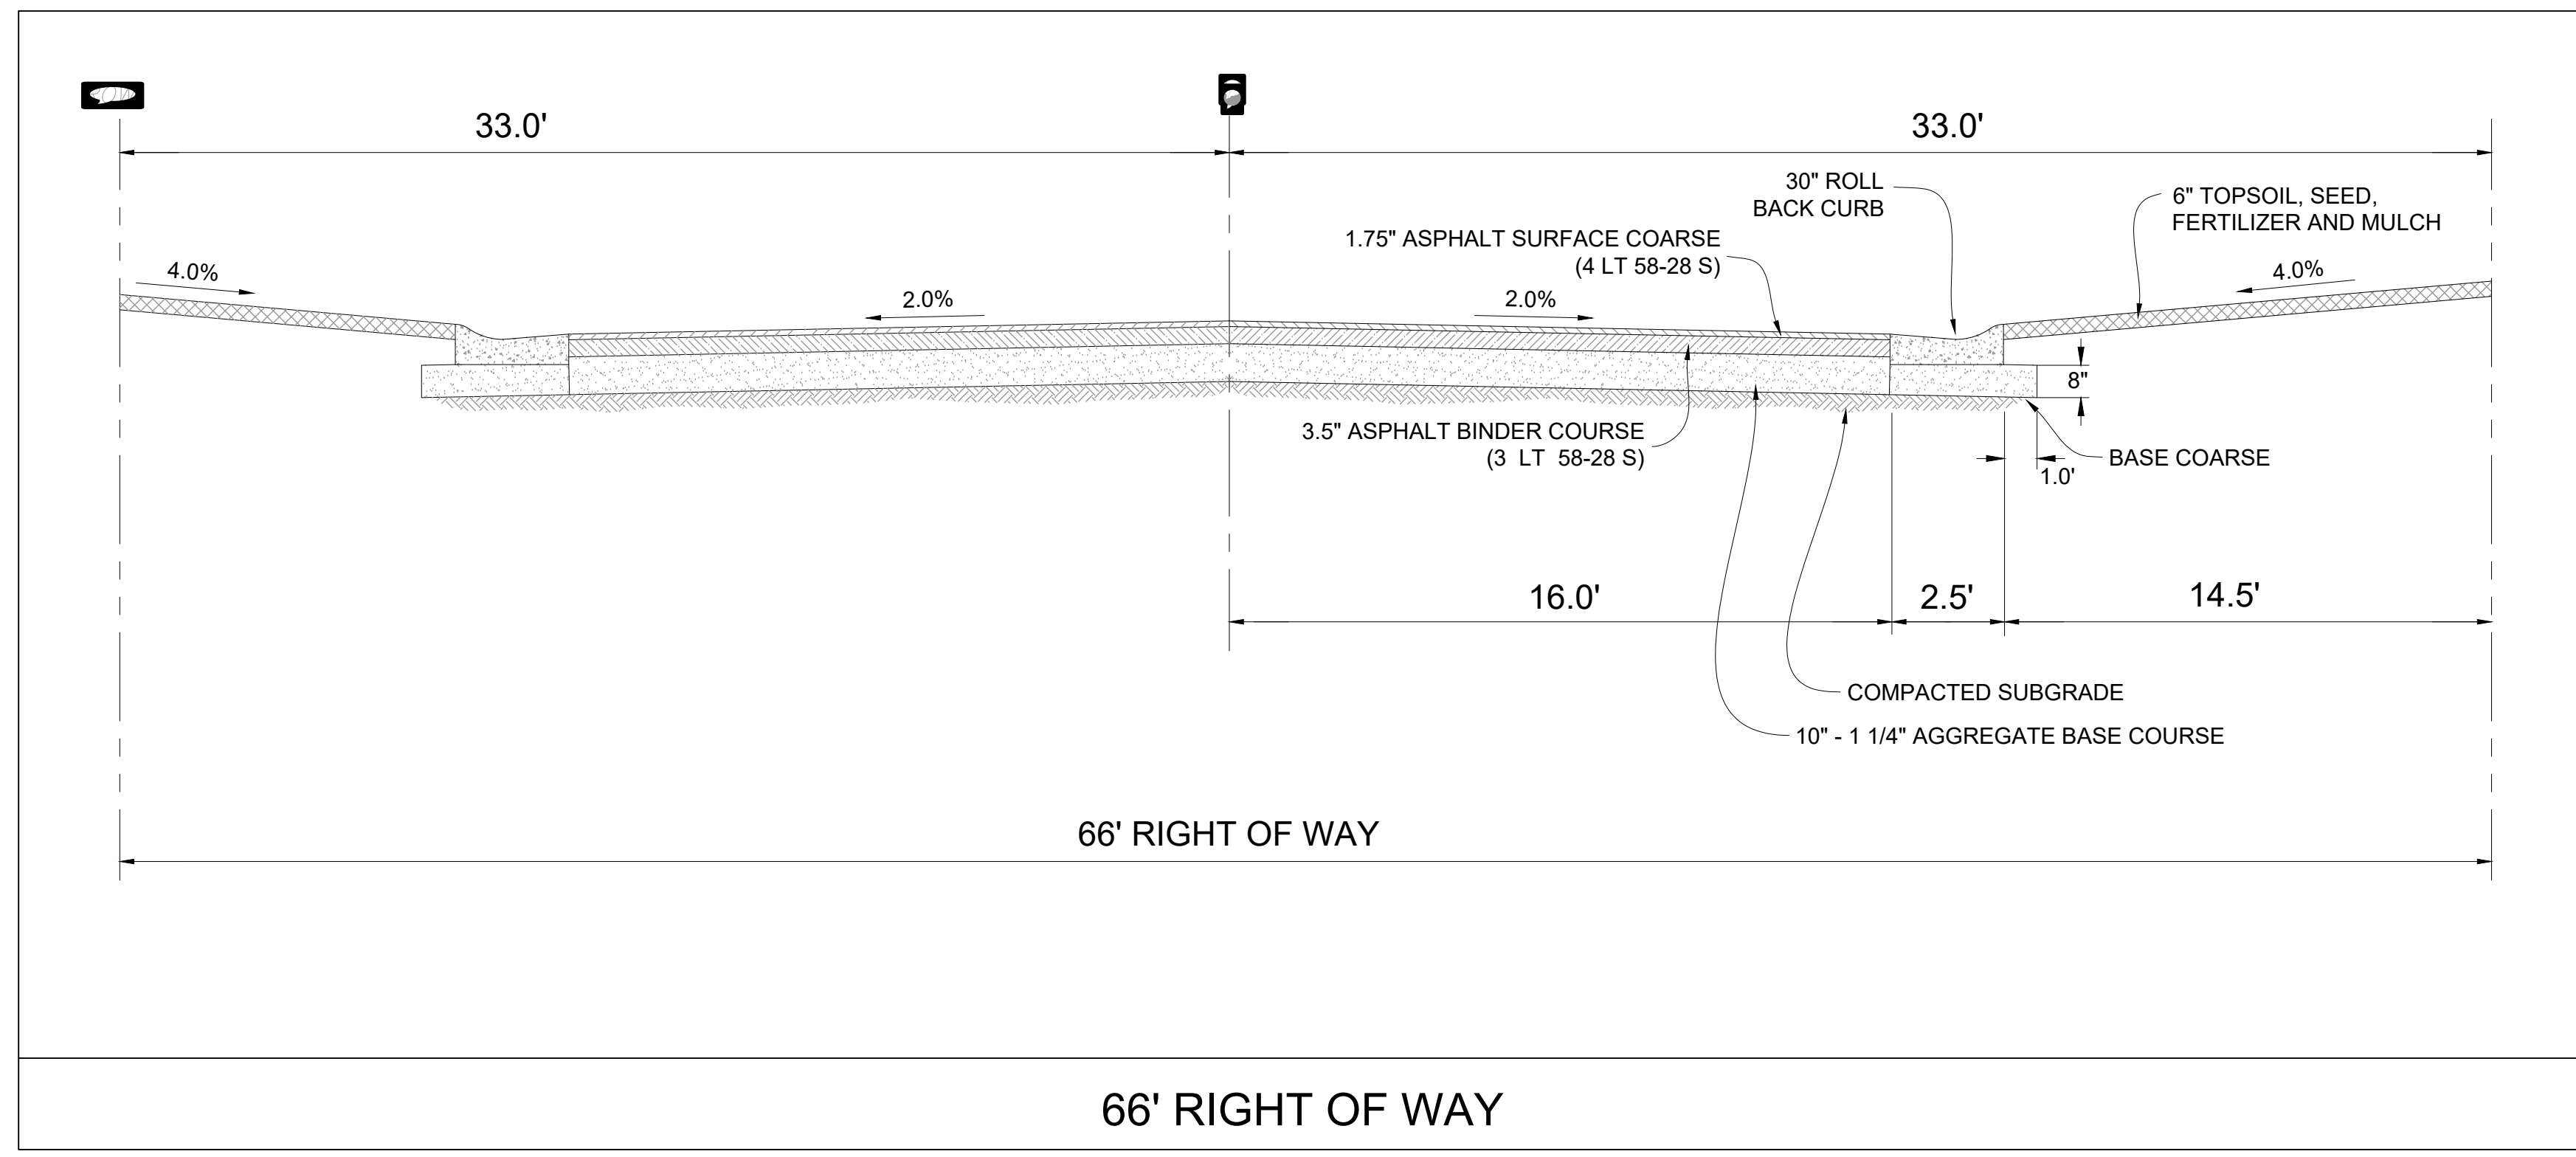 33.0'
33.0'
30" ROLL
BACK CURB
6" TOPSOIL, SEED,
FERTILIZER AND MULCH
1.75" ASPHALT SURFACE COARSE
(4 LT 58-28 S)
4.0%
4.0%
2.0%
2.0%
8"
3.5" ASPHALT BINDER COURSE
(3 LT 58-28 S)
BASE COARSE
1.0'
16.0'
2.5'
14.5'
COMPACTED SUBGRADE
10" - 1 1/4" AGGREGATE BASE COURSE
66' RIGHT OF WAY
66' RIGHT OF WAY